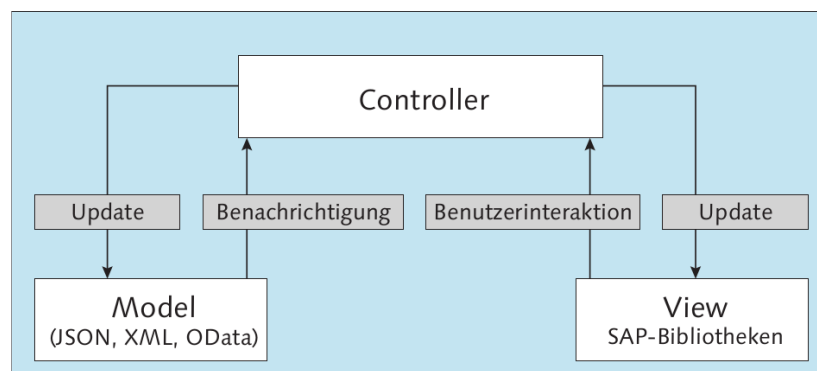 Controller
Update
Benachrichtigung
Benutzerinteraktion
Update
Model
(JSON, XML, OData)
View
SAP-Bibliotheken